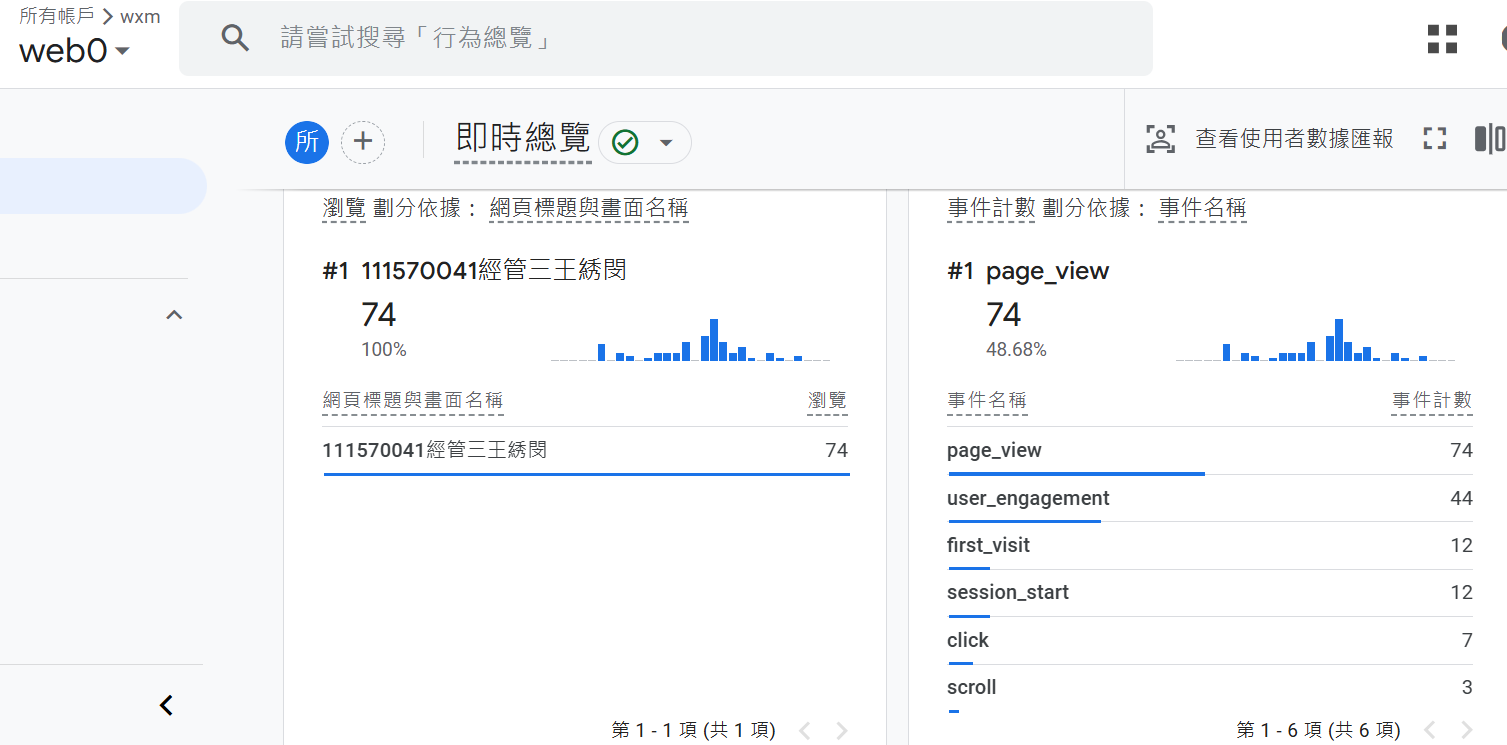 所有帳戶 > wxm
web0
請嘗試搜尋「行為總覽」
所
即時總覽
查看使用者數據匯報
瀏覽 劃分依據： 網頁標題與畫面名稱
#1 111570041經管三王綉閔
74
100%
網頁標題與畫面名稱 瀏覽
111570041經管三王綉閔 74
第 1 - 1 項 (共 1 項)
事件計數 劃分依據： 事件名稱
#1 page_view
74
48.68%
事件名稱 事件計數
page_view 74
user_engagement 44
first_visit 12
session_start 12
click 7
scroll 3
第 1 - 6 項 (共 6 項)